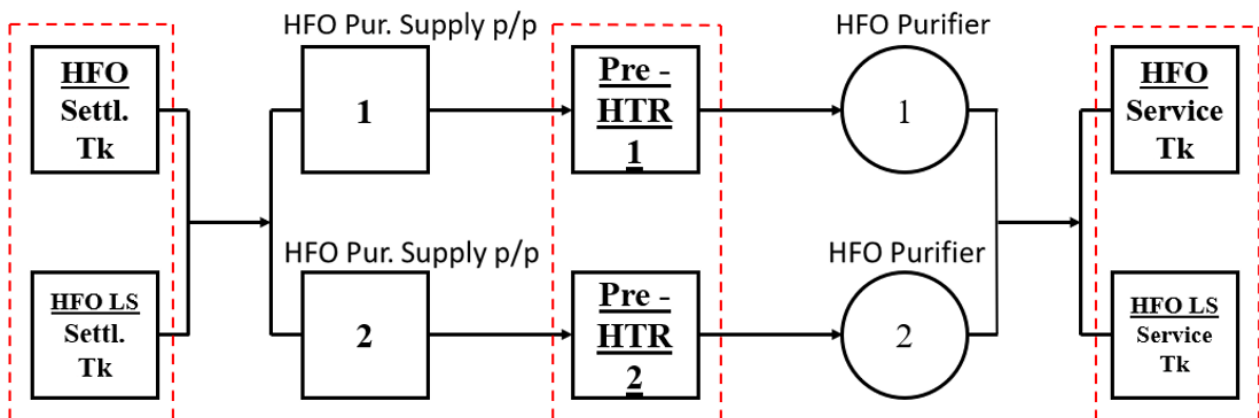 HFO Pur. Supply p/p
HFO Purifier
HFO
Settl.
Tk
1
Pre -
HTR
1
1
HFO
Service
Tk
HFO Pur. Supply p/p
HFO Purifier
HFO LS
Settl.
Tk
2
Pre -
HTR
2
2
HFO LS
Service
Tk